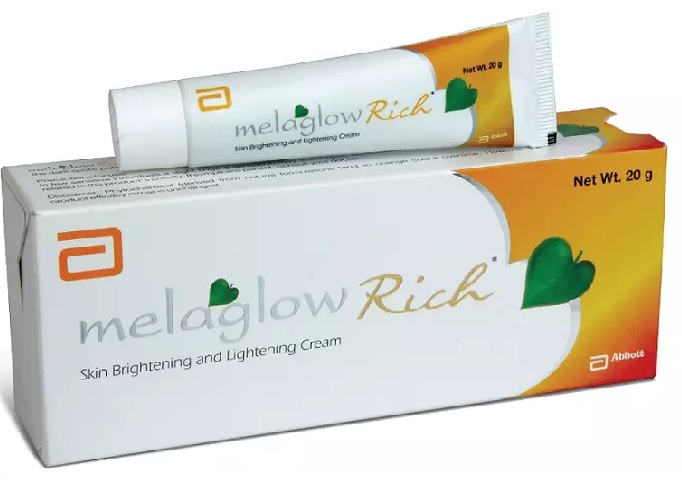 Net Wt. 20 g
melaglow Rich*
Skin Brightening and Lightening Cream
Abbott
Net Wt. 20 g
melaglow Rich*
Skin Brightening and Lightening Cream
Abbott